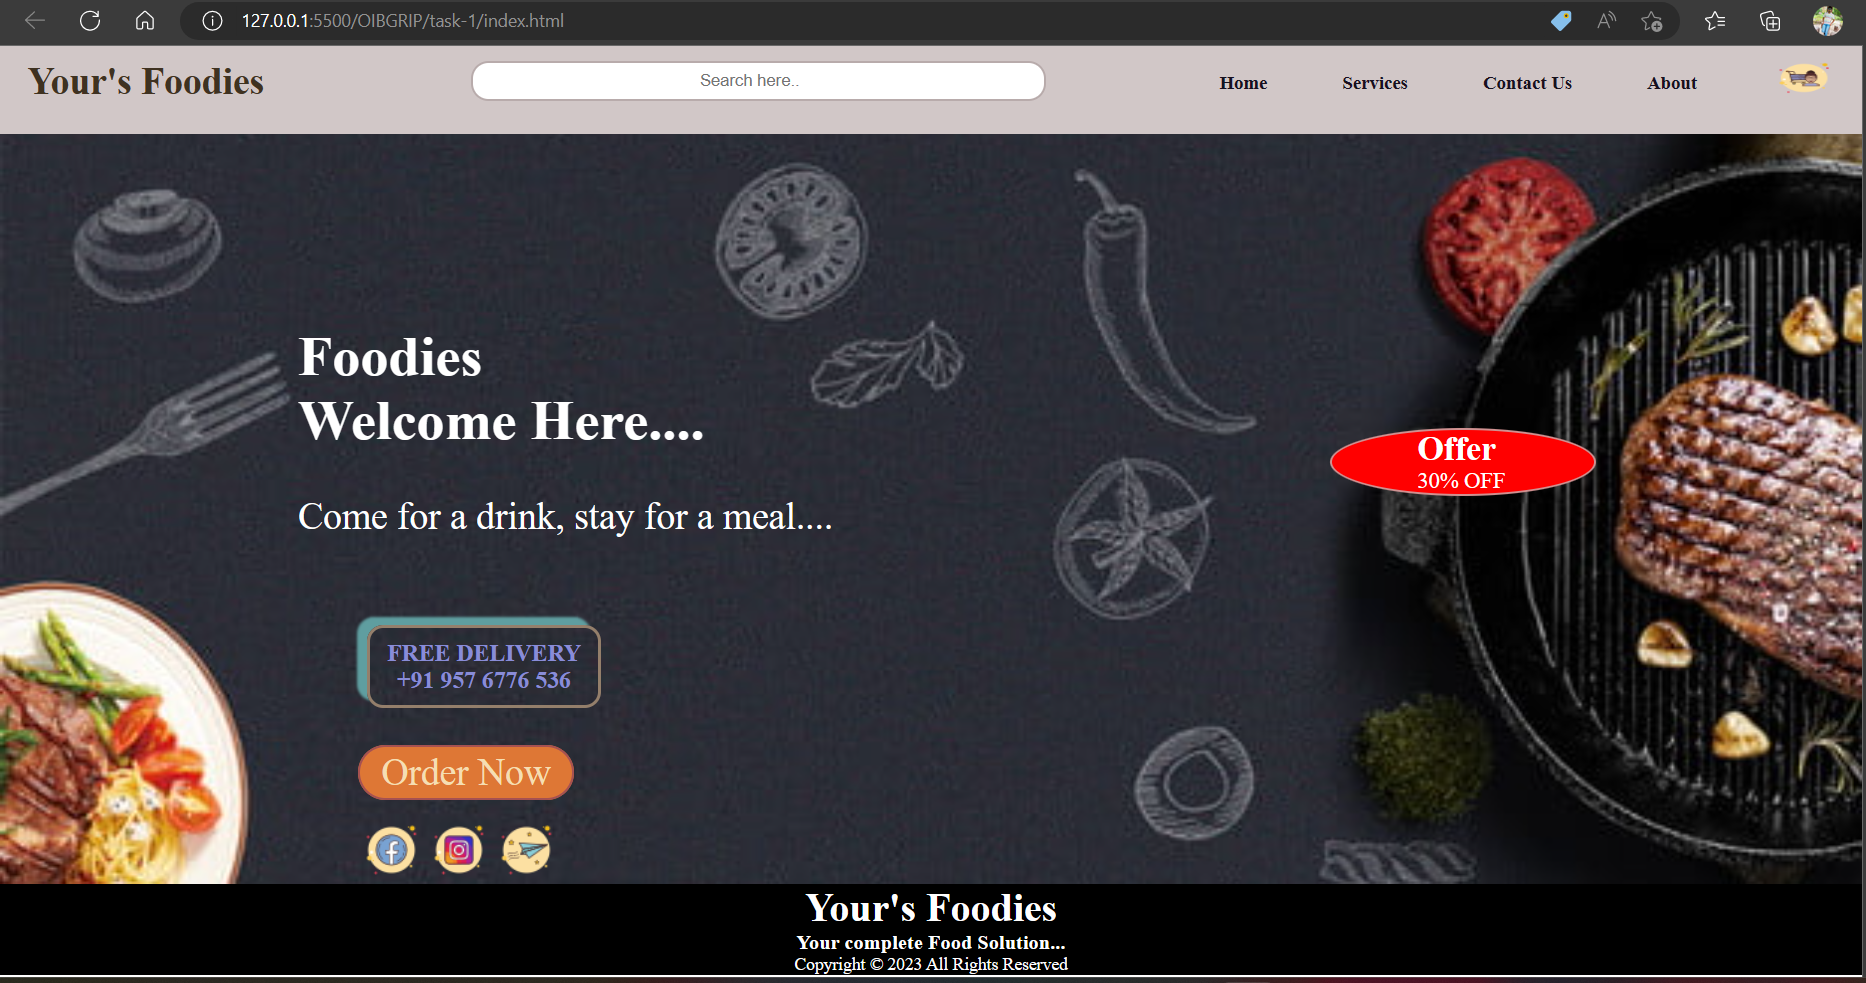 127.0.0.1:5500/OIBGRIP/task-1/index.html
Your's Foodies
Search here..
Home
Services
Contact Us
About
Foodies
Welcome Here....
Come for a drink, stay for a meal....
Offer
30% OFF
FREE DELIVERY
+91 957 6776 536
Order Now
Your's Foodies
Your complete Food Solution...
Copyright © 2023 All Rights Reserved